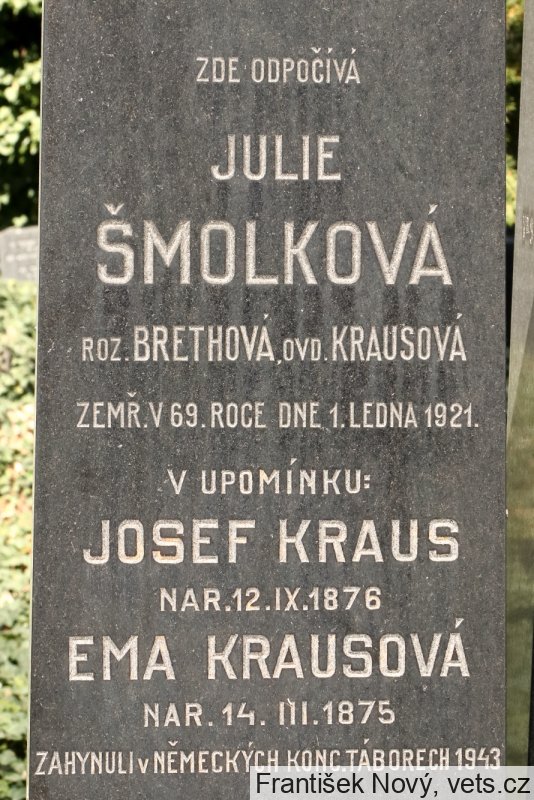 ZDE ODPOČÍVÁ
JULIE
ŠMOLKOVÁ
ROZ. BRETHOVÁ, OVD. KRAUSOVÁ
ZEMŘ. V 69. ROCE DNE 1. LEDNA 1921.
V UPOMÍNKU:
JOSEF KRAUS
NAR. 12. IX. 1876
EMA KRAUSOVÁ
NAR. 14. III. 1875
ZAHYNULI V NĚMECKÝCH KONC. TÁBORECH 1943
František Nový, vets.cz